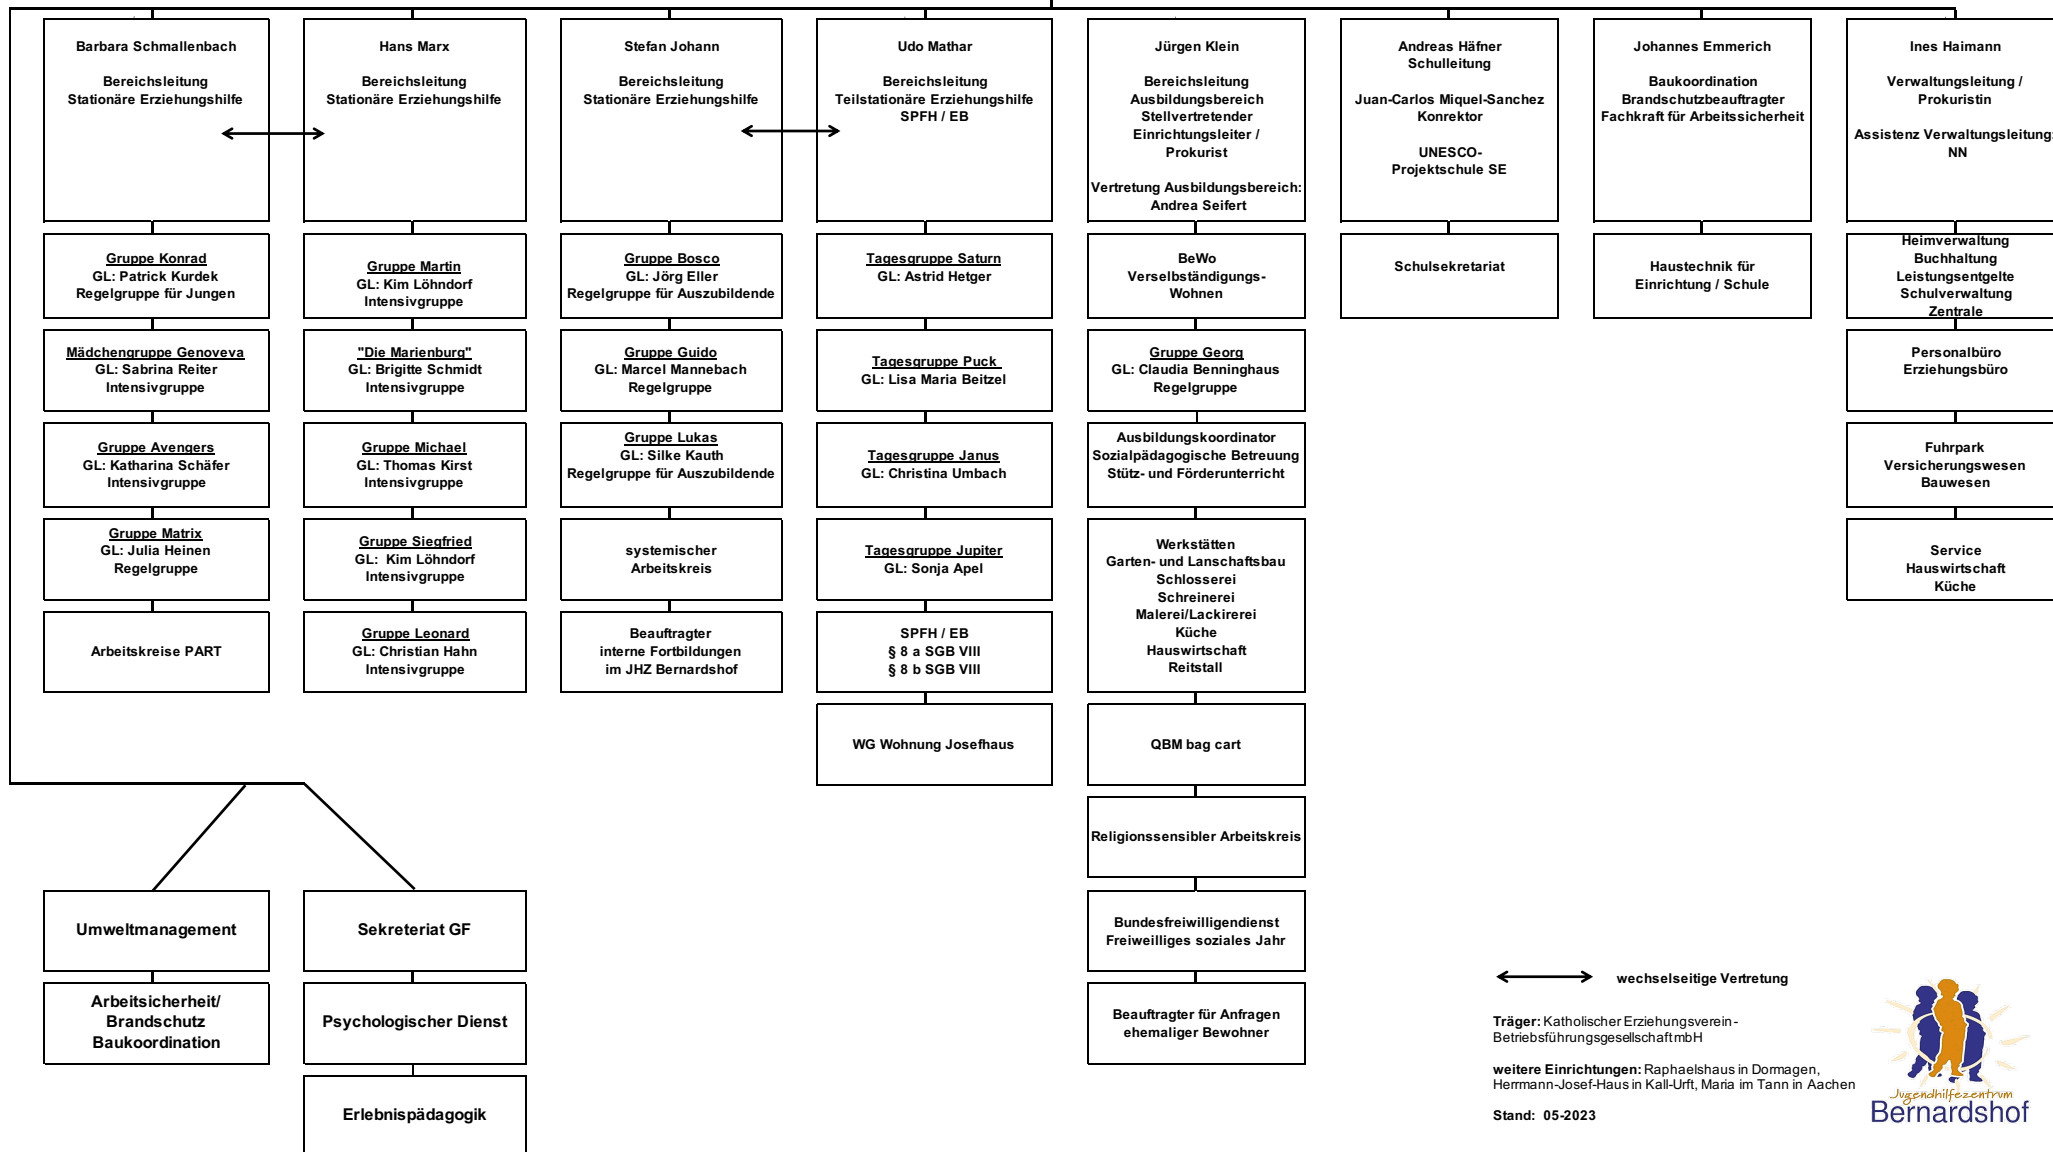 Barbara Schmallenbach
Bereichsleitung
Stationäre Erziehungshilfe
Hans Marx
Bereichsleitung
Stationäre Erziehungshilfe
Stefan Johann
Bereichsleitung
Stationäre Erziehungshilfe
Udo Mathar
Bereichsleitung
Teilstationäre Erziehungshilfe
SPFH / EB
Jürgen Klein
Bereichsleitung
Ausbildungsbereich
Stellvertretender
Einrichtungsleiter /
Prokurist
Vertretung Ausbildungsbereich:
Andrea Seifert
Andreas Häfner
Schulleitung
Juan-Carlos Miquel-Sanchez
Konrektor
UNESCO-
Projektschule SE
Johannes Emmerich
Baukoordination
Brandschutzbeauftragter
Fachkraft für Arbeitssicherheit
Ines Haimann
Verwaltungsleitung /
Prokuristin
Assistenz Verwaltungsleitung:
NN
Gruppe Konrad
GL: Patrick Kurdek
Regelgruppe für Jungen
Gruppe Martin
GL: Kim Löhndorf
Intensivgruppe
Gruppe Bosco
GL: Jörg Eller
Regelgruppe für Auszubildende
Tagesgruppe Saturn
GL: Astrid Hetger
BeWo
Verselbständigungs-
Wohnen
Schulsekretariat
Haustechnik für
Einrichtung / Schule
Heimverwaltung
Buchhaltung
Leistungsentgelte
Schulverwaltung
Zentrale
Mädchengruppe Genoveva
GL: Sabrina Reiter
Intensivgruppe
"Die Marienburg"
GL: Brigitte Schmidt
Intensivgruppe
Gruppe Guido
GL: Marcel Mannebach
Regelgruppe
Tagesgruppe Puck
GL: Lisa Maria Beitzel
Gruppe Georg
GL: Claudia Benninghaus
Regelgruppe
Personalbüro
Erziehungsbüro
Gruppe Avengers
GL: Katharina Schäfer
Intensivgruppe
Gruppe Michael
GL: Thomas Kirst
Intensivgruppe
Gruppe Lukas
GL: Silke Kauth
Regelgruppe für Auszubildende
Tagesgruppe Janus
GL: Christina Umbach
Ausbildungskoordinator
Sozialpädagogische Betreuung
Stütz- und Förderunterricht
Fuhrpark
Versicherungswesen
Bauwesen
Gruppe Matrix
GL: Julia Heinen
Regelgruppe
Gruppe Siegfried
GL: Kim Löhndorf
Intensivgruppe
systemischer
Arbeitskreis
Tagesgruppe Jupiter
GL: Sonja Apel
Werkstätten
Garten- und Lanschaftsbau
Schlosserei
Schreinerei
Malerei/Lackirerei
Küche
Hauswirtschaft
Reitstall
Service
Hauswirtschaft
Küche
Arbeitskreise PART
Gruppe Leonard
GL: Christian Hahn
Intensivgruppe
Beauftragter
interne Fortbildungen
im JHZ Bernardshof
SPFH / EB
§ 8 a SGB VIII
§ 8 b SGB VIII
WG Wohnung Josefhaus
QBM bag cart
Religionssensibler Arbeitskreis
Umweltmanagement
Sekreteriat GF
Bundesfreiwilligendienst
Freiweilliges soziales Jahr
Arbeitsicherheit/
Brandschutz
Baukoordination
Psychologischer Dienst
Beauftragter für Anfragen
ehemaliger Bewohner
Erlebnispädagogik
wechselseitige Vertretung
Träger: Katholischer Erziehungsverein -
Betriebsführungsgesellschaft mbH
weitere Einrichtungen: Raphaelshaus in Dormagen,
Herrmann-Josef-Haus in Kall-Urft, Maria im Tann in Aachen
Stand: 05-2023
Jugendhilfezentrum
Bernardshof